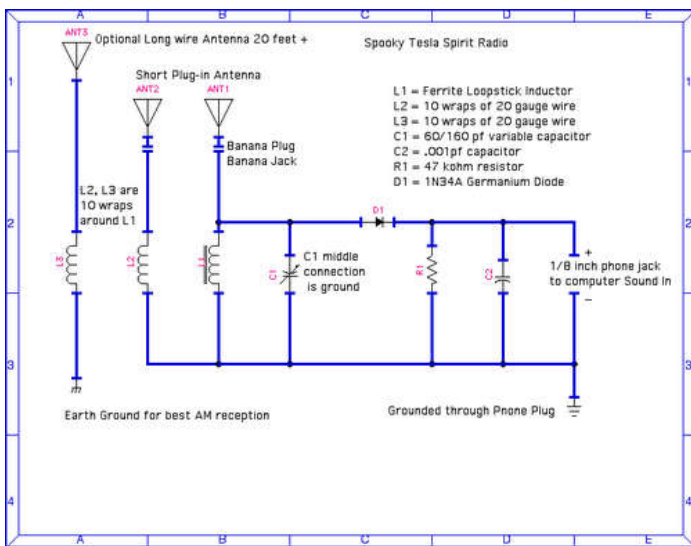 A B C D E
ANT3
Optional Long wire Antenna 20 feet +
Spooky Tesla Spirit Radio
1
1
Short Plug-in Antenna
ANT2
ANT1
L1 = Ferrite Loopstick Inductor
L2 = 10 wraps of 20 gauge wire
L3 = 10 wraps of 20 gauge wire
C1 = 60/160 pf variable capacitor
C2 = .001pf capacitor
R1 = 47 kohm resistor
D1 = 1N34A Germanium Diode
Banana Plug
Banana Jack
L2, L3 are
10 wraps
around L1
2
2
D1
L3
L2
L1
C1
C1 middle
connection
is ground
R1
C2
+
1/8 inch phone jack
to computer Sound In
-
3
3
Earth Ground for best AM reception
Grounded through Pnone Plug
4
4
A B C D E